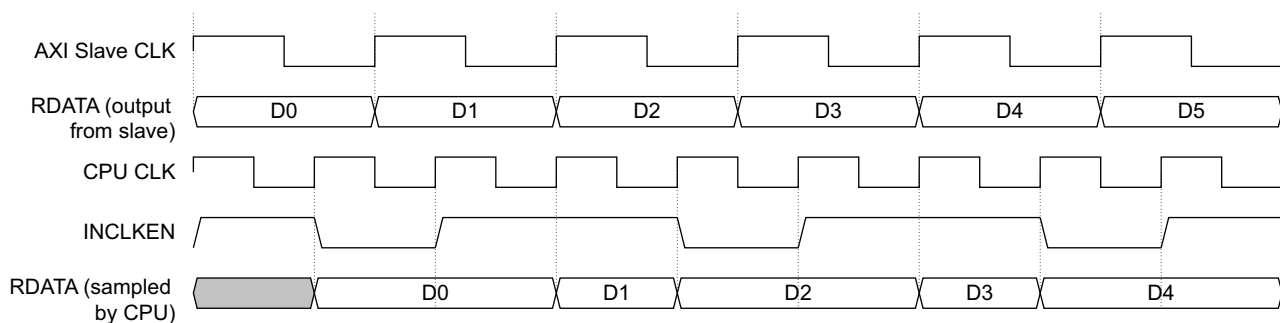 AXI Slave CLK
RDATA (output
from slave)
D0 D1 D2 D3 D4 D5
CPU CLK
INCLKEN
RDATA (sampled
by CPU)
D0 D1 D2 D3 D4